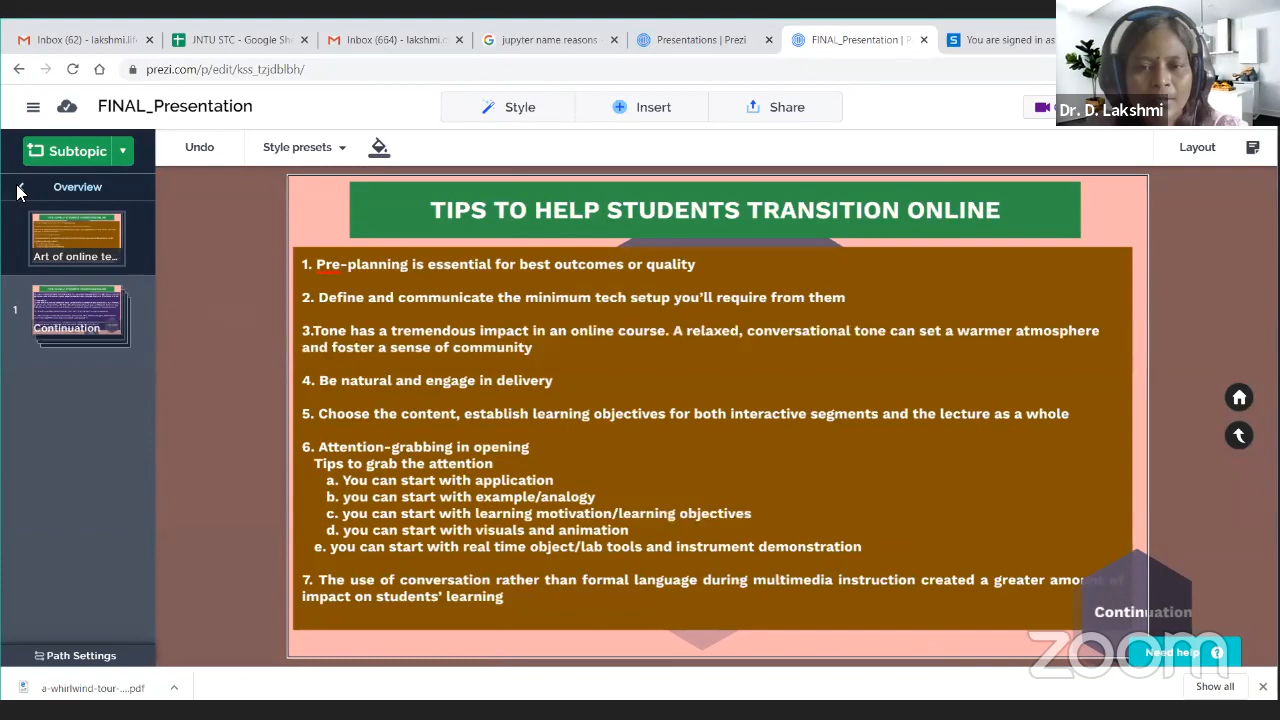 Inbox (62) - lakshmi.lif
JNTU STC - Google She
Inbox (664) - lakshmi.c
jupyter name reasons
Presentations | Prezi
FINAL_Presentation | P
You are signed in as
prezi.com/p/edit/kss_tzjdblbh/
Dr. D. Lakshmi
FINAL_Presentation
Style
Insert
Share
Subtopic
Undo
Style presets
Layout
Overview
Art of online te...
1
Continuation
TIPS TO HELP STUDENTS TRANSITION ONLINE
1. Pre-planning is essential for best outcomes or quality
2. Define and communicate the minimum tech setup you’ll require from them
3.Tone has a tremendous impact in an online course. A relaxed, conversational tone can set a warmer atmosphere
and foster a sense of community
4. Be natural and engage in delivery
5. Choose the content, establish learning objectives for both interactive segments and the lecture as a whole
6. Attention-grabbing in opening
Tips to grab the attention
a. You can start with application
b. you can start with example/analogy
c. you can start with learning motivation/learning objectives
d. you can start with visuals and animation
e. you can start with real time object/lab tools and instrument demonstration
7. The use of conversation rather than formal language during multimedia instruction created a greater amount of
impact on students’ learning
Continuation
zoom
Need help ?
Path Settings
a-whirlwind-tour-....pdf
Show all